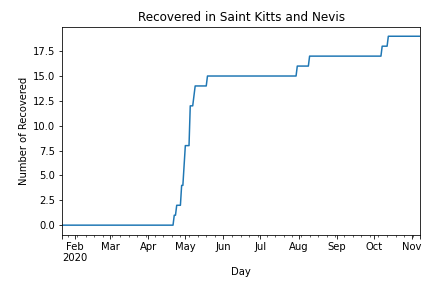 Recovered in Saint Kitts and Nevis
Number of Recovered
17.5
15.0
12.5
10.0
7.5
5.0
2.5
0.0
Feb Mar Apr May Jun Jul Aug Sep Oct Nov
2020
Day